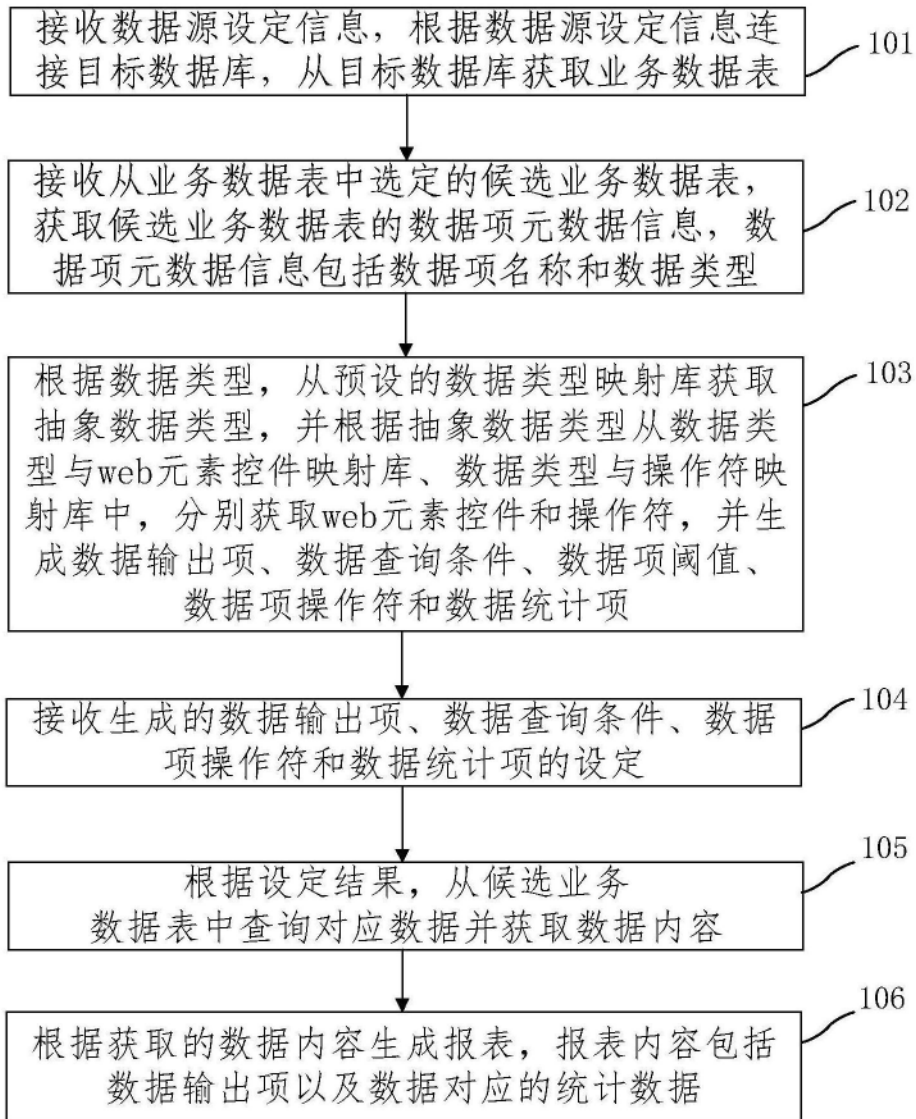 接收数据源设定信息，根据数据源设定信息连
接目标数据库，从目标数据库获取业务数据表
101
接收从业务数据表中选定的候选业务数据表，
获取候选业务数据表的数据项元数据信息，数
据项元数据信息包括数据项名称和数据类型
102
根据数据类型，从预设的数据类型映射库获取
抽象数据类型，并根据抽象数据类型从数据类
型与web元素控件映射库、数据类型与操作符映
射库中，分别获取web元素控件和操作符，并生
成数据输出项、数据查询条件、数据项阈值、
数据项操作符和数据统计项
103
接收生成的数据输出项、数据查询条件、数据
项操作符和数据统计项的设定
104
根据设定结果，从候选业务
数据表中查询对应数据并获取数据内容
105
根据获取的数据内容生成报表，报表内容包括
数据输出项以及数据对应的统计数据
106